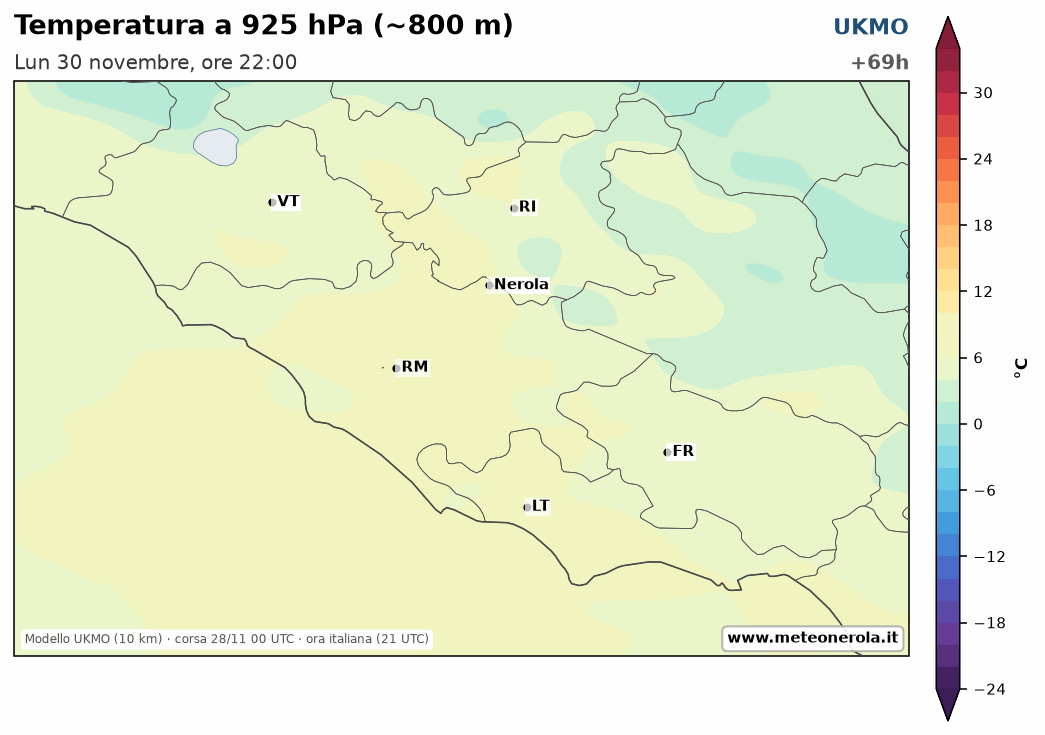 Temperatura a 925 hPa (~800 m)
UKMO
Lun 30 novembre, ore 22:00
+69h
VT
RI
Nerola
RM
FR
LT
Modello UKMO (10 km) · corsa 28/11 00 UTC · ora italiana (21 UTC)
www.meteonerola.it
30
24
18
12
6
0
−6
−12
−18
−24
°C